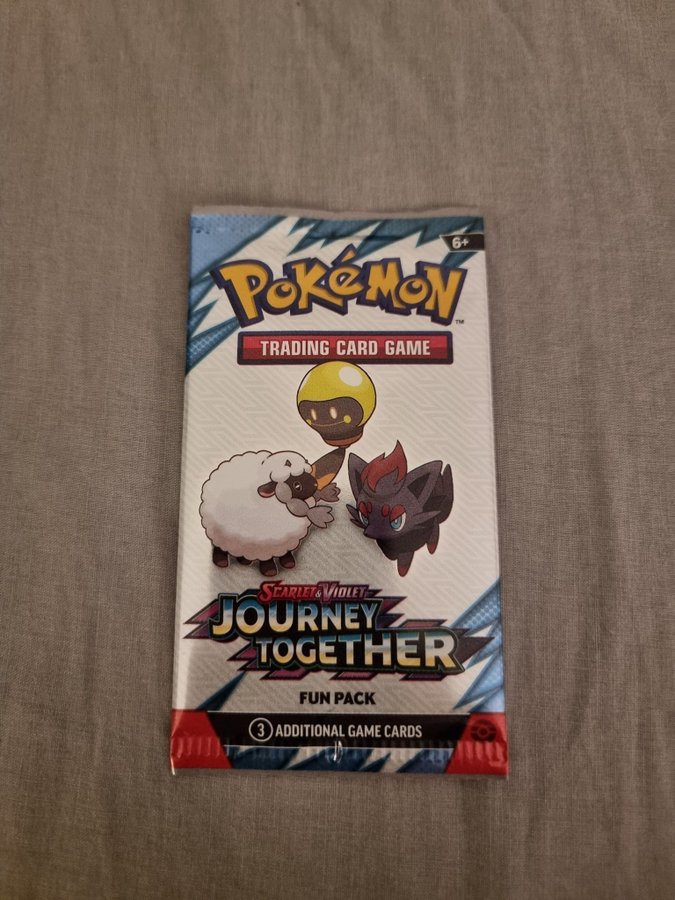 6+
POKéMON
TM
TRADING CARD GAME
SCARLET & VIOLET
JOURNEY
TOGETHER
FUN PACK
3 ADDITIONAL GAME CARDS